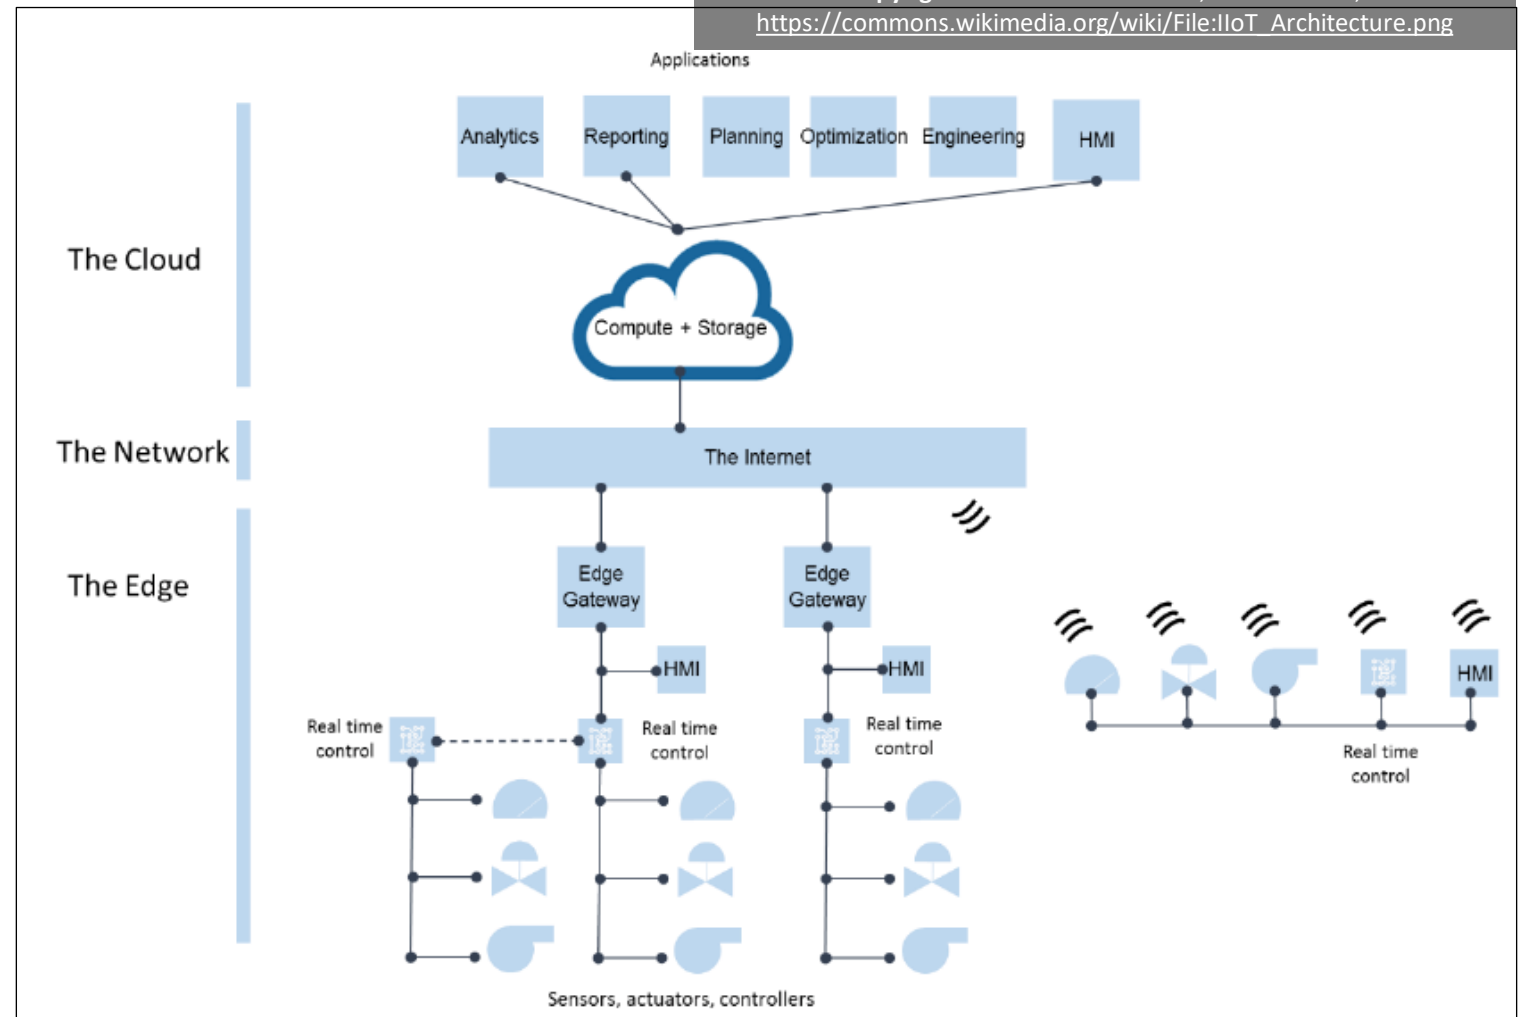 https://commons.wikimedia.org/wiki/File:IIoT_Architecture.png
Applications
Analytics
Reporting
Planning
Optimization
Engineering
HMI
The Cloud
Compute + Storage
The Network
The Internet
The Edge
Edge
Gateway
Edge
Gateway
HMI
HMI
HMI
Real time
control
Real time
control
Real time
control
Real time
control
Sensors, actuators, controllers